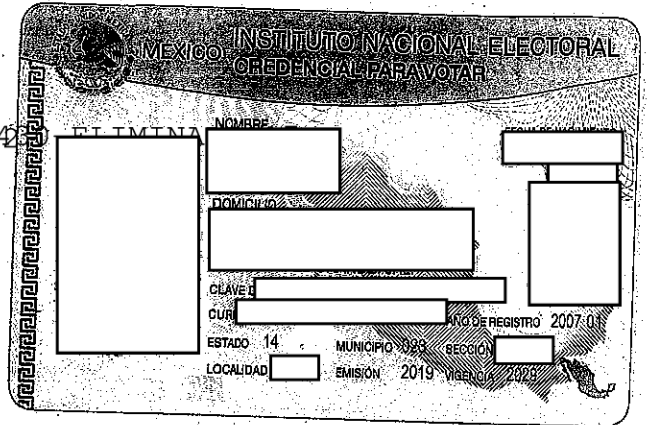 MÉXICO INSTITUTO NACIONAL ELECTORAL
CREDENCIAL PARA VOTAR
ELIMINA
NOMBRE
DOMICILIO
CLAVE D
CUR
AÑO DE REGISTRO 2007 01
ESTADO 14 MUNICIPIO 023 SECCIÓN
LOCALIDAD EMISIÓN 2019 VIGENCIA 2029